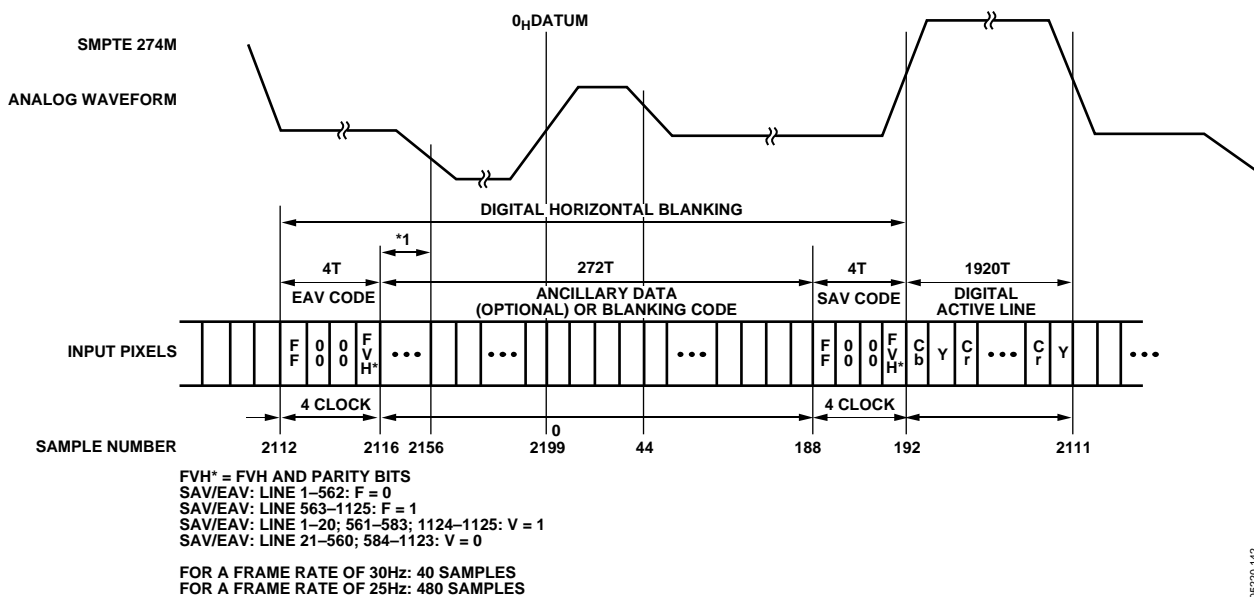 0HDATUM
SMPTE 274M
ANALOG WAVEFORM
DIGITAL HORIZONTAL BLANKING
*1
4T
272T
4T
1920T
EAV CODE
ANCILLARY DATA
(OPTIONAL) OR BLANKING CODE
SAV CODE
DIGITAL
ACTIVE LINE
INPUT PIXELS
FF 00 00 FVH* ••• ••• ••• FF 00 00 FVH* Cb Y Cr ••• Cr Y •••
4 CLOCK
4 CLOCK
0
SAMPLE NUMBER 2112 2116 2156 2199 44 188 192 2111
FVH* = FVH AND PARITY BITS
SAV/EAV: LINE 1–562: F = 0
SAV/EAV: LINE 563–1125: F = 1
SAV/EAV: LINE 1–20; 561–583; 1124–1125: V = 1
SAV/EAV: LINE 21–560; 584–1123: V = 0
FOR A FRAME RATE OF 30Hz: 40 SAMPLES
FOR A FRAME RATE OF 25Hz: 480 SAMPLES